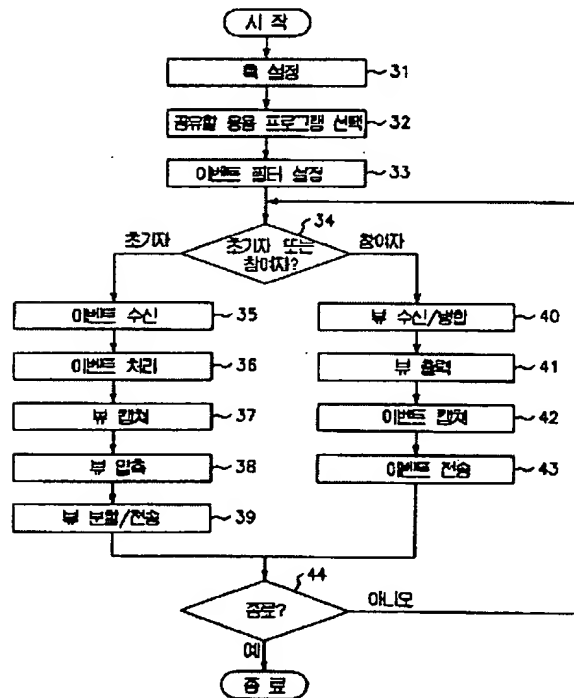 시 작
훅 설정
31
공유할 응용 프로그램 선택
32
이벤트 필터 설정
33
34
초기자 또는
참여자?
초기자
참여자
이벤트 수신
35
이벤트 처리
36
뷰 캡쳐
37
뷰 압축
38
뷰 분할/전송
39
뷰 수신/병합
40
뷰 출력
41
이벤트 캡쳐
42
이벤트 전송
43
44
종료?
아니오
예
종 료